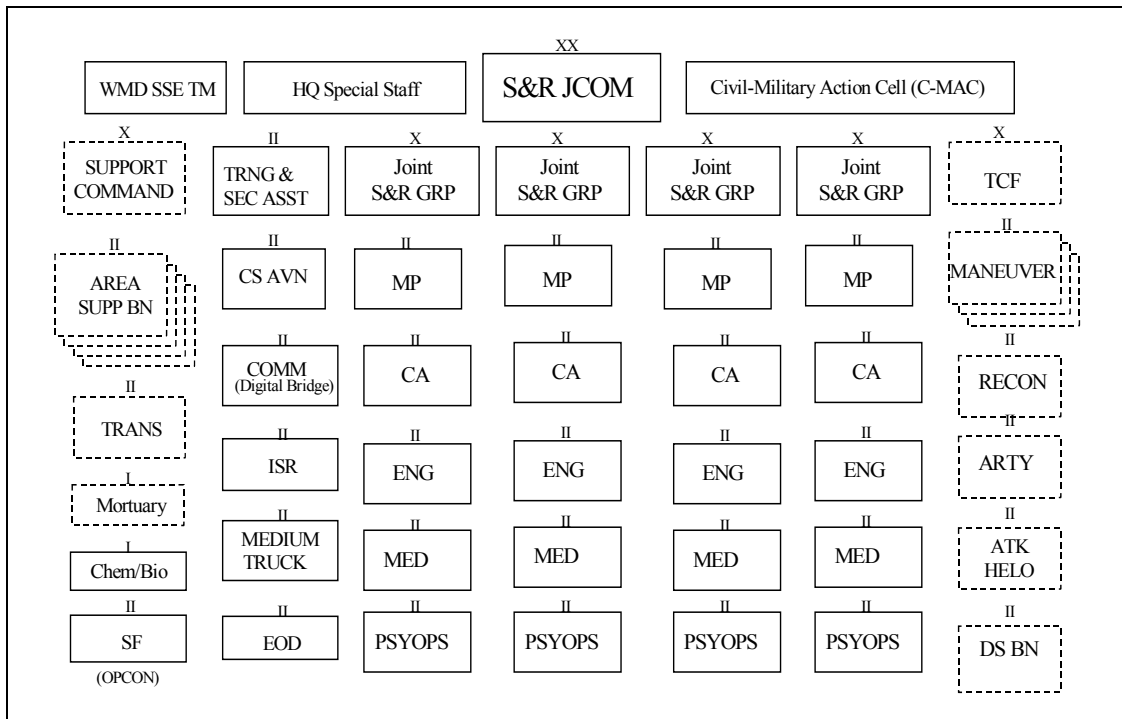 XX
WMD SSE TM
HQ Special Staff
S&R JCOM
Civil-Military Action Cell (C-MAC)
X
SUPPORT
COMMAND
II
TRNG &
SEC ASST
X
Joint
S&R GRP
X
Joint
S&R GRP
X
Joint
S&R GRP
X
Joint
S&R GRP
X
TCF
II
AREA
SUPP BN
II
CS AVN
II
MP
II
MP
II
MP
II
MP
II
MANEUVER
II
TRANS
II
COMM
(Digital Bridge)
II
CA
II
CA
II
CA
II
CA
II
RECON
I
Mortuary
II
ISR
II
ENG
II
ENG
II
ENG
II
ENG
II
ARTY
I
Chem/Bio
II
MEDIUM
TRUCK
II
MED
II
MED
II
MED
II
MED
II
ATK
HELO
II
SF
(OPCON)
II
EOD
II
PSYOPS
II
PSYOPS
II
PSYOPS
II
PSYOPS
II
DS BN